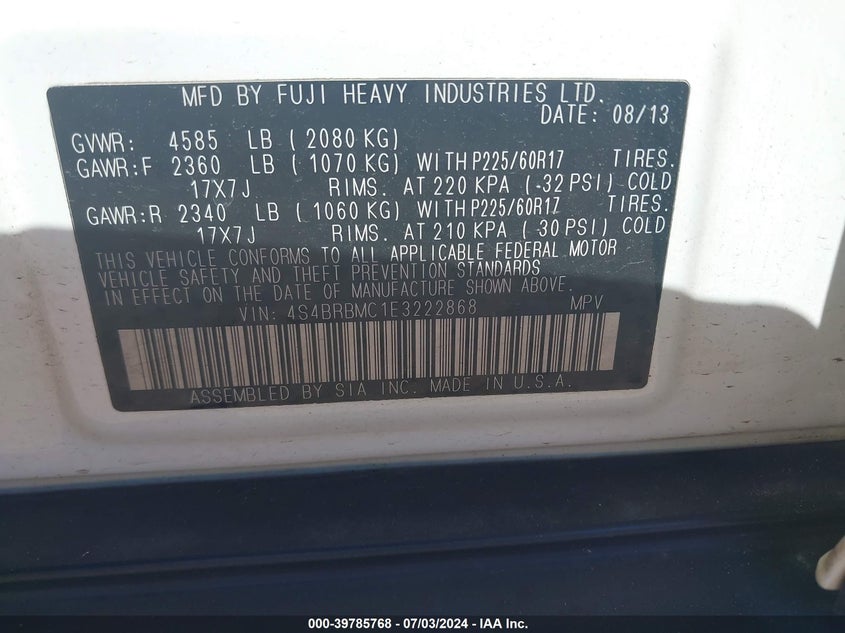 MFD BY FUJI HEAVY INDUSTRIES LTD.
DATE: 08/13
GVWR: 4585 LB ( 2080 KG)
GAWR:F 2360 LB ( 1070 KG) WITH P225/60R17 TIRES.
17X7J RIMS. AT 220 KPA ( 32 PSI) COLD
GAWR:R 2340 LB ( 1060 KG) WITH P225/60R17 TIRES.
17X7J RIMS. AT 210 KPA ( 30 PSI) COLD
THIS VEHICLE CONFORMS TO ALL APPLICABLE FEDERAL MOTOR
VEHICLE SAFETY AND THEFT PREVENTION STANDARDS
IN EFFECT ON THE DATE OF MANUFACTURE SHOWN ABOVE.
VIN: 4S4BRBMC1E3222868 MPV
ASSEMBLED BY SIA INC. MADE IN U.S.A.
000-39785768 - 07/03/2024 - IAA Inc.